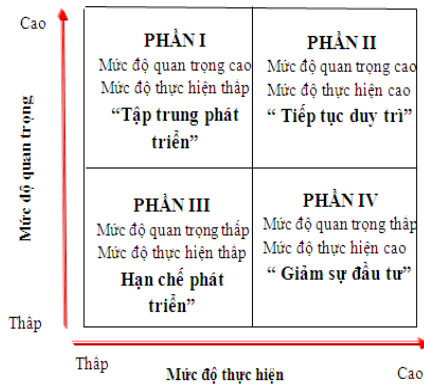 Cao
Mức độ quan trọng
PHẦN I
Mức độ quan trọng cao
Mức độ thực hiện thấp
“Tập trung phát
triển”
PHẦN II
Mức độ quan trọng cao
Mức độ thực hiện cao
“ Tiếp tục duy trì”
PHẦN III
Mức độ quan trọng thấp
Mức độ thực hiện thấp
Hạn chế phát
triển”
PHẦN IV
Mức độ quan trọng thấp
Mức độ thực hiện cao
“ Giảm sự đầu tư”
Thấp
Thấp
Mức độ thực hiện
Cao